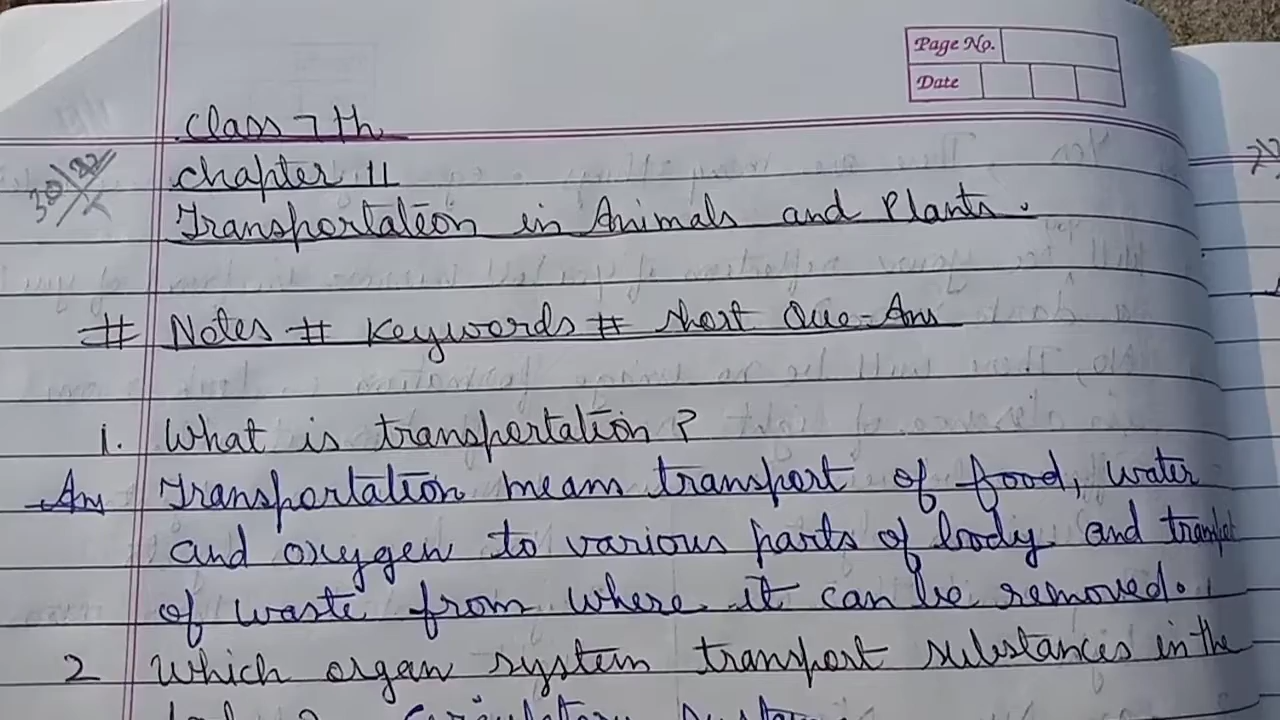 Page No.
Date
Class 7th
Chapter 11
Transportation in Animals and Plants.
# Notes # Keywords # Short Que-Ans
1. What is transportation?
Ans Transportation means transport of food, water
and oxygen to various parts of body and transport
of waste from where it can be removed.
2 Which organ system transport substances in the
Circulatory System